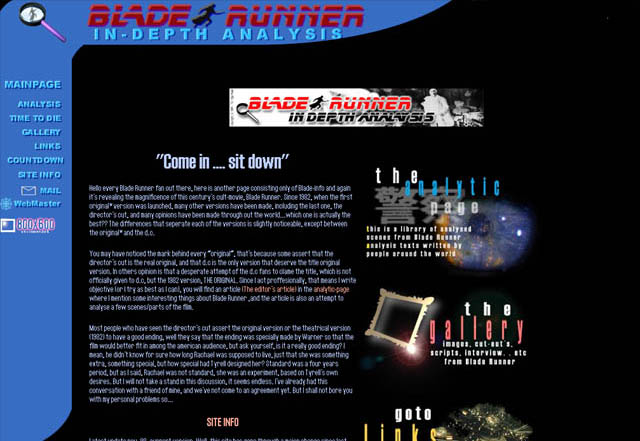 BLADE RUNNER
IN-DEPTH ANALYSIS
MAINPAGE
ANALYSIS
TIME TO DIE
GALLERY
LINKS
COUNTDOWN
SITE INFO
MAIL
WebMaster
800X600
BLADE RUNNER
IN DEPTH ANALYSIS
"Come in .... sit down"
Hello every Blade Runner fan out there, here is another page consisting only of Blade-info and again
it's revealing the magnificence of this century's cult-movie, Blade Runner. Since 1982, when the first
original* version was launched, many other versions have been made, including the last one, the
director's cut, and many opinions have been made through out the world....which one is actually the
best?? The differences that seperate each of the versions is slightly noticeable, except between
the original* and the d.c.
You may have noticed the mark behind every "original", that's because some assert that the
director's cut is the real original, and that d.c is the only version that deserve the title original
version. In others opinion is that a desperate attempt of the d.c fans to claime the title, which is not
officially given to d.c, but the 1982 version, THE ORIGINAL. Since I act proffesionally, that means I write
objective (or I try as best as I can), you will find an article (The editor's article) in the analytic-page
where I mention some interesting things about Blade Runner ,and the article is also an attempt to
analyse a few scenes/parts of the film.
Most people who have seen the director's cut assert the original version or the theatrical version
(1982) to have a good ending, well they say that the ending was specially made by Warner so that the
film would better fit in among the american audience, but ask yourself, is it a really good ending? I
mean, he didn't know for sure how long Rachael was supposed to live, just that she was something
extra, something special, but how special had Tyrell designed her? Standard was a four years
period, but as I said, Rachael was not standard, she was an experiment, based on Tyrell's own
desires. But I will not take a stand in this discussion, it seems endless. I've already had this
conversation with a friend of mine, and we've not come to an agreement yet. But I shall not bore you
with my personal problems so....
SITE INFO
the
analytic
page
this is a library of analysed
scenes from Blade Runner
analysis texts written by
people around the world
the
gallery
images, cut-out's,
scripts, interview. . etc
from Blade Runner
goto
links